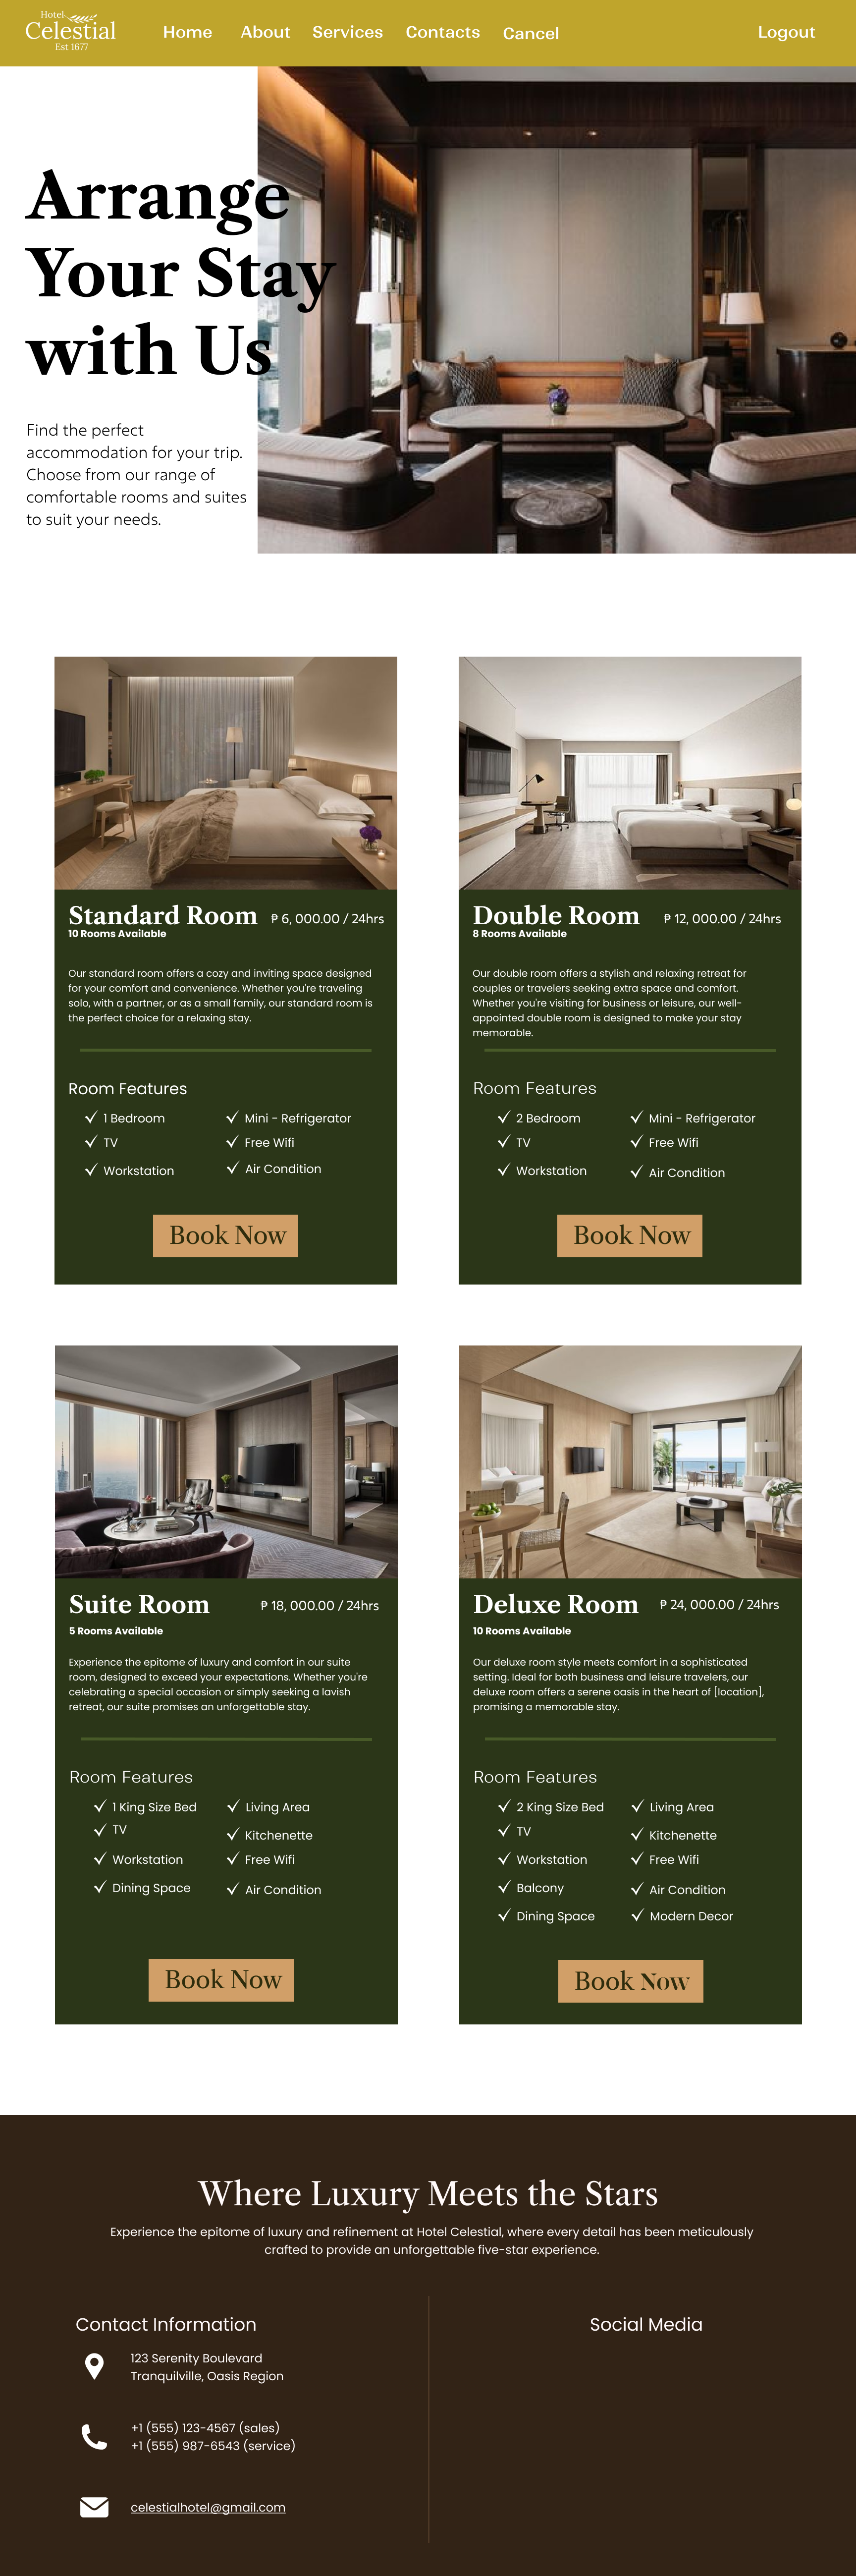 Hotel
Celestial
Est 1677
Home About Services Contacts Cancel Logout
Arrange
Your Stay
with Us
Find the perfect
accommodation for your trip.
Choose from our range of
comfortable rooms and suites
to suit your needs.
Standard Room ₱ 6, 000.00 / 24hrs
10 Rooms Available
Our standard room offers a cozy and inviting space designed
for your comfort and convenience. Whether you're traveling
solo, with a partner, or as a small family, our standard room is
the perfect choice for a relaxing stay.
Room Features
1 Bedroom Mini - Refrigerator
TV Free Wifi
Workstation Air Condition
Book Now
Double Room ₱ 12, 000.00 / 24hrs
8 Rooms Available
Our double room offers a stylish and relaxing retreat for
couples or travelers seeking extra space and comfort.
Whether you're visiting for business or leisure, our well-
appointed double room is designed to make your stay
memorable.
Room Features
2 Bedroom Mini - Refrigerator
TV Free Wifi
Workstation Air Condition
Book Now
Suite Room ₱ 18, 000.00 / 24hrs
5 Rooms Available
Experience the epitome of luxury and comfort in our suite
room, designed to exceed your expectations. Whether you're
celebrating a special occasion or simply seeking a lavish
retreat, our suite promises an unforgettable stay.
Room Features
1 King Size Bed Living Area
TV Kitchenette
Workstation Free Wifi
Dining Space Air Condition
Book Now
Deluxe Room ₱ 24, 000.00 / 24hrs
10 Rooms Available
Our deluxe room style meets comfort in a sophisticated
setting. Ideal for both business and leisure travelers, our
deluxe room offers a serene oasis in the heart of [location],
promising a memorable stay.
Room Features
2 King Size Bed Living Area
TV Kitchenette
Workstation Free Wifi
Balcony Air Condition
Dining Space Modern Decor
Book Now
Where Luxury Meets the Stars
Experience the epitome of luxury and refinement at Hotel Celestial, where every detail has been meticulously
crafted to provide an unforgettable five-star experience.
Contact Information
123 Serenity Boulevard
Tranquilville, Oasis Region
+1 (555) 123-4567 (sales)
+1 (555) 987-6543 (service)
celestialhotel@gmail.com
Social Media